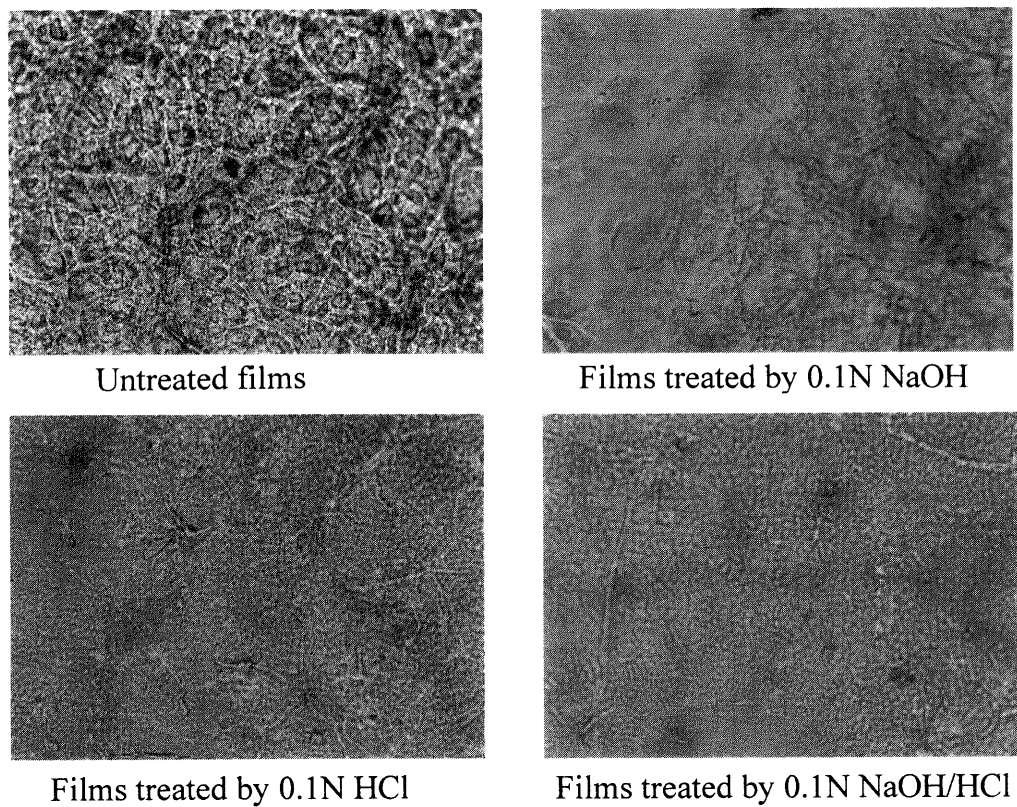 Untreated films
Films treated by 0.1N NaOH
Films treated by 0.1N HCl
Films treated by 0.1N NaOH/HCl